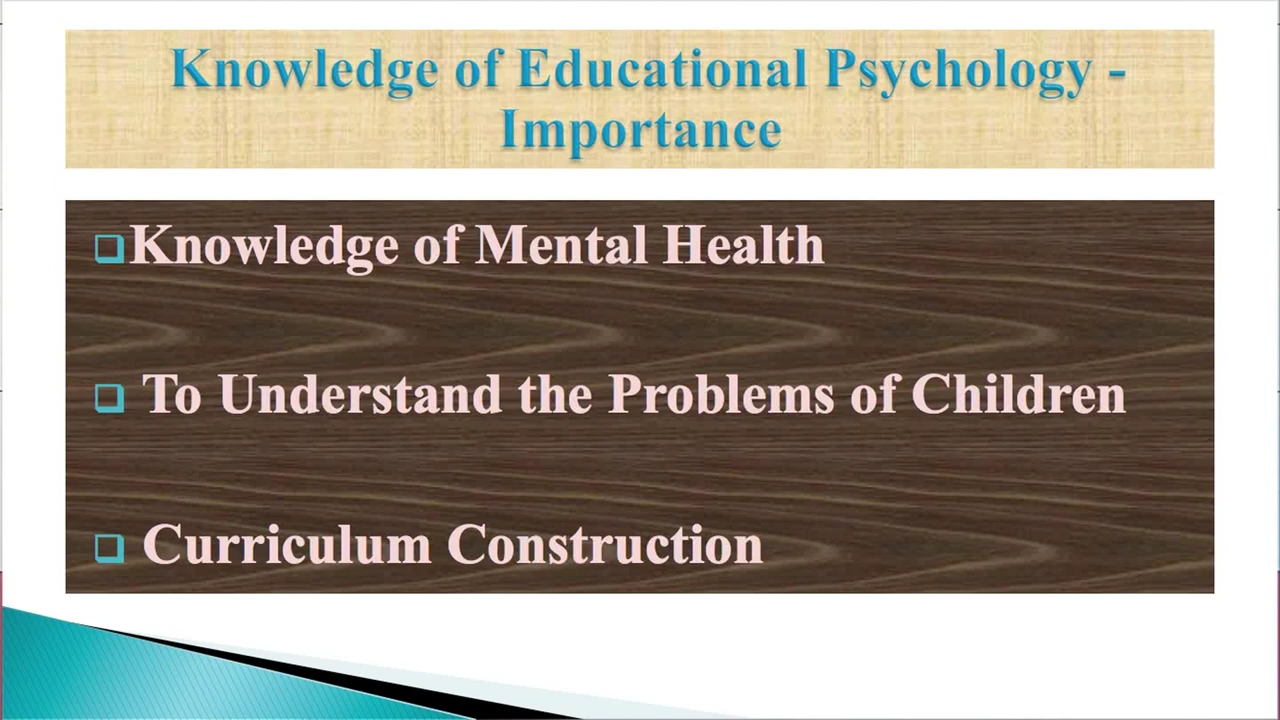 Knowledge of Educational Psychology -
Importance
Knowledge of Mental Health
To Understand the Problems of Children
Curriculum Construction